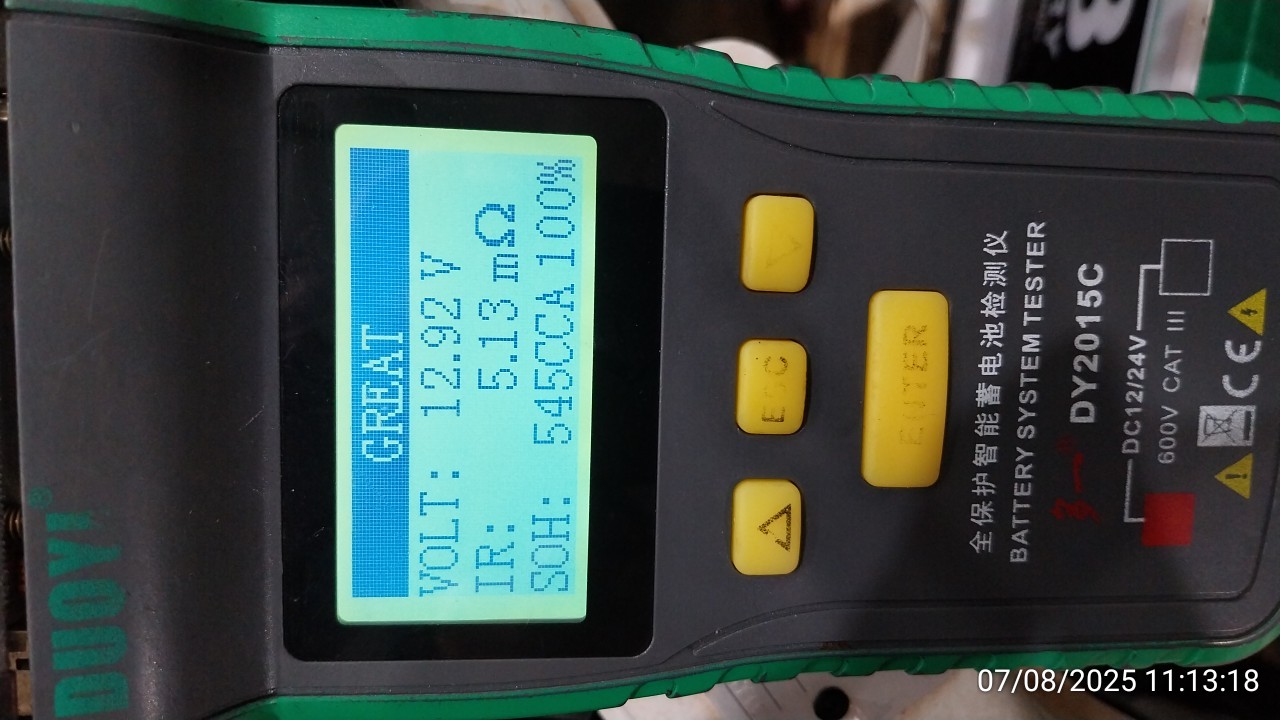 DUOYI®
GREAT
VOLT: 12.92 V
IR: 5.13 mΩ
SOH: 545CCA 100%
ESC
ENTER
全保护智能蓄电池检测仪
BATTERY SYSTEM TESTER
多一 DY2015C
DC12/24V
600V CAT III
CE
07/08/2025 11:13:18